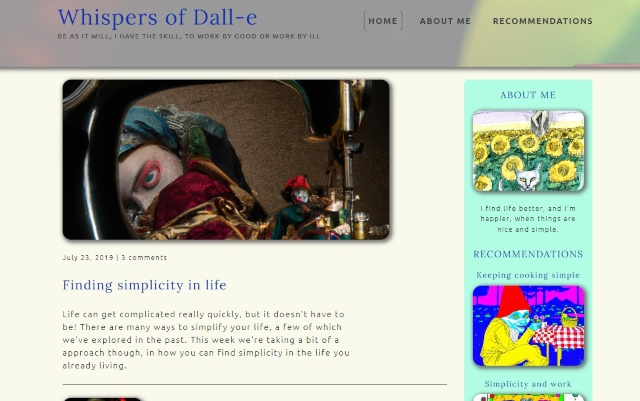 Whispers of Dall-e
BE AS IT WILL, I HAVE THE SKILL, TO WORK BY GOOD OR WORK BY ILL
HOME
ABOUT ME
RECOMMENDATIONS
July 23, 2019 | 3 comments
Finding simplicity in life
Life can get complicated really quickly, but it doesn't have to
be! There are many ways to simplify your life, a few of which
we've explored in the past. This week we're taking a bit of a
approach though, in how you can find simplicity in the life you
already living.
ABOUT ME
I find life better, and I'm
happier, when things are
nice and simple.
RECOMMENDATIONS
Keeping cooking simple
Simplicity and work